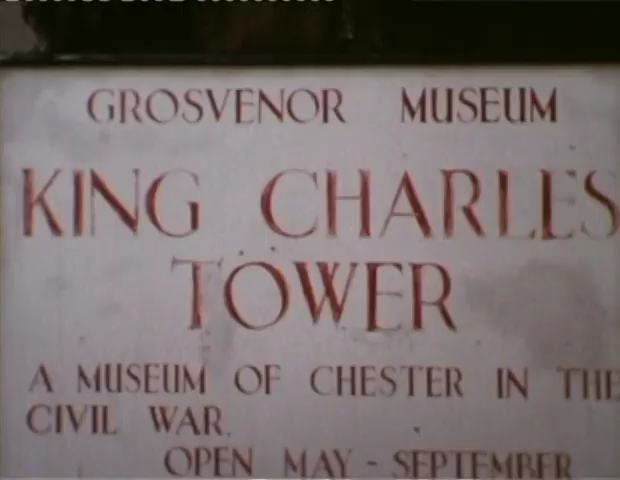 GROSVENOR MUSEUM
KING CHARLES
TOWER
A MUSEUM OF CHESTER IN THE
CIVIL WAR.
OPEN MAY - SEPTEMBER